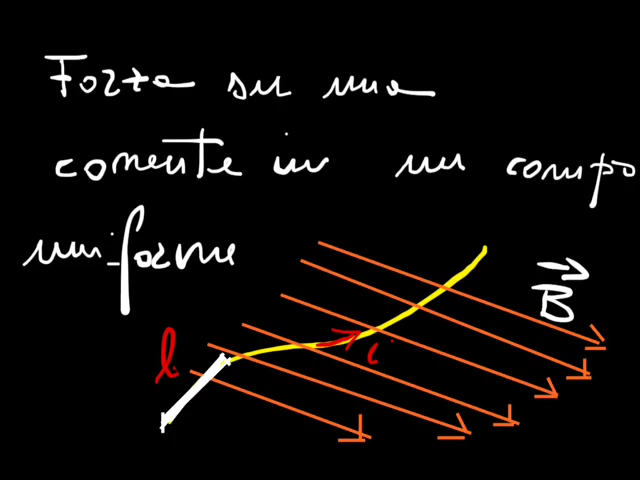 Forza su una
corrente in un campo
uniforme
B
l
i